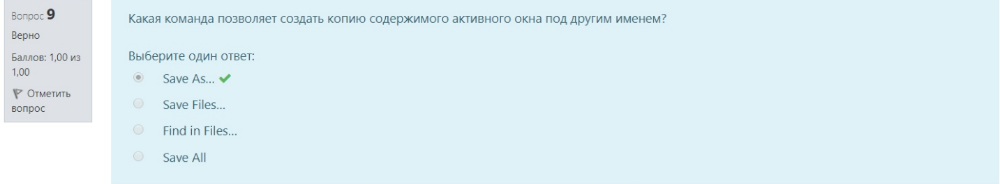 Вопрос 9
Верно
Баллов: 1,00 из
1,00
Отметить
вопрос
Какая команда позволяет создать копию содержимого активного окна под другим именем?
Выберите один ответ:
Save As...
Save Files...
Find in Files...
Save All